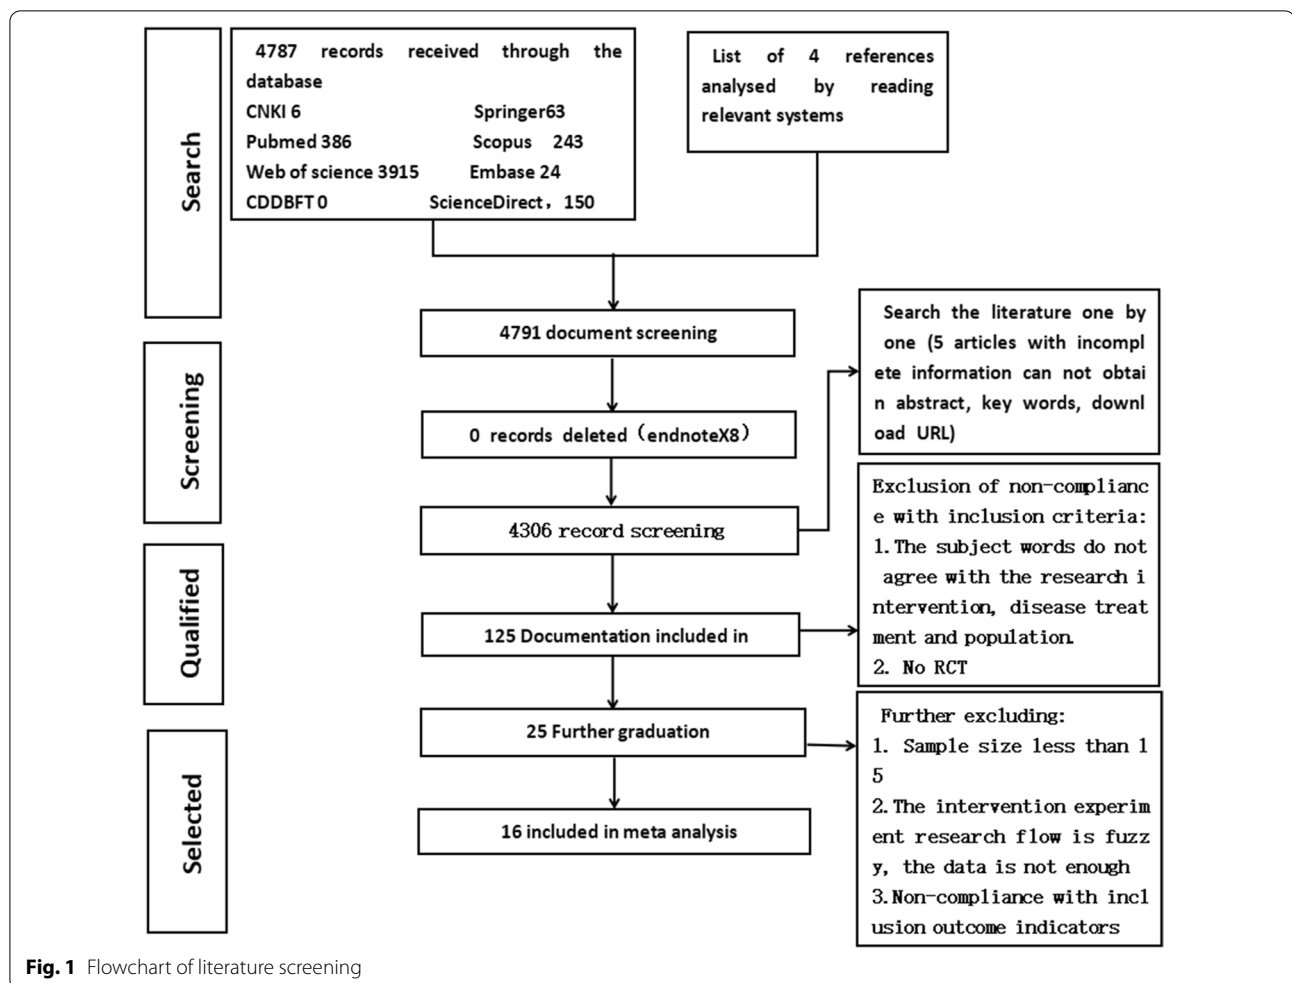 Search
4787 records received through the
database
CNKI 6 Springer63
Pubmed 386 Scopus 243
Web of science 3915 Embase 24
CDDBFT 0 ScienceDirect，150
List of 4 references
analysed by reading
relevant systems
4791 document screening
Screening
0 records deleted（endnoteX8）
4306 record screening
Search the literature one by
one (5 articles with incompl
ete information can not obtai
n abstract, key words, downl
oad URL)
Qualified
125 Documentation included in
Exclusion of non-complianc
e with inclusion criteria:
1.The subject words do not
agree with the research i
ntervention, disease treat
ment and population.
2. No RCT
25 Further graduation
Selected
16 included in meta analysis
Further excluding:
1. Sample size less than 1
5
2.The intervention experim
ent research flow is fuzz
y, the data is not enough
3.Non-compliance with incl
usion outcome indicators
Fig. 1 Flowchart of literature screening